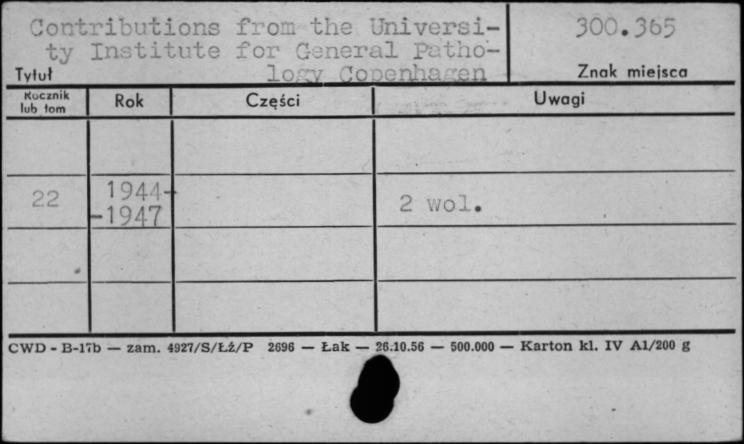 Contributions from the Universi-
ty Institute for General Patho-
logy Copenhagen
300.365
Tytuł
Znak miejsca
Rocznik
lub tom
Rok
Części
Uwagi
22
1944-
-1947
2 wol.
CWD - B-17b — zam. 4927/S/Łż/P 2696 — Łak — 26.10.56 — 500.000 — Karton kl. IV A1/200 g